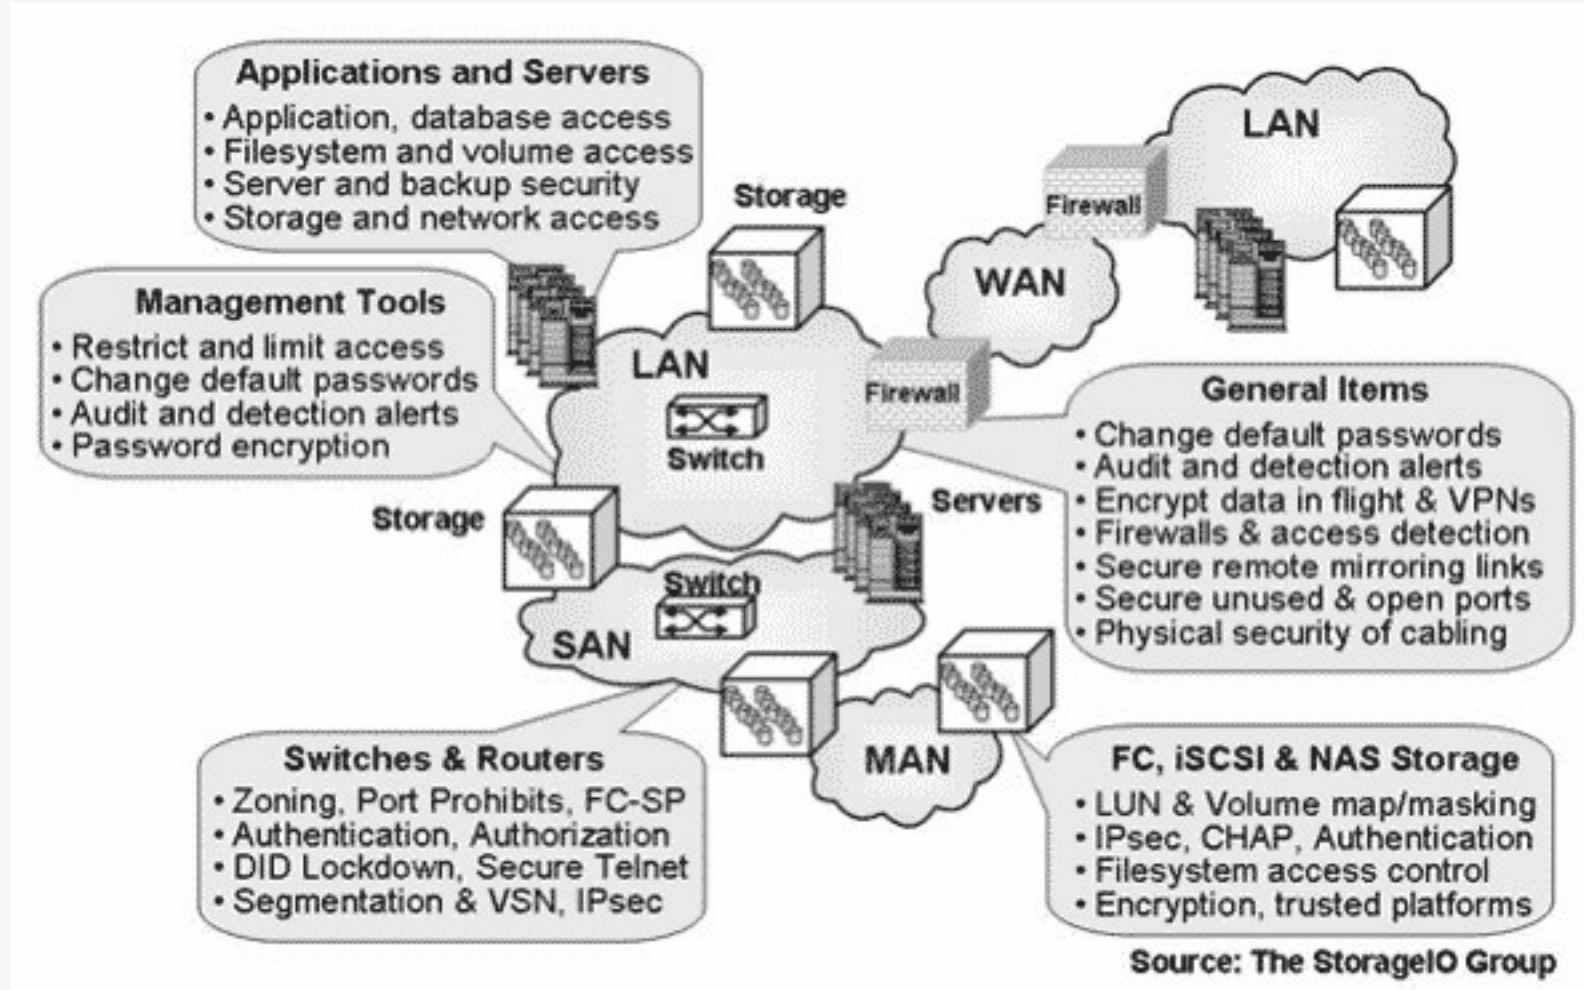 Applications and Servers
• Application, database access
• Filesystem and volume access
• Server and backup security
• Storage and network access
Management Tools
• Restrict and limit access
• Change default passwords
• Audit and detection alerts
• Password encryption
Storage
LAN
Firewall
WAN
LAN
Firewall
Switch
General Items
• Change default passwords
• Audit and detection alerts
• Encrypt data in flight & VPNs
• Firewalls & access detection
• Secure remote mirroring links
• Secure unused & open ports
• Physical security of cabling
Storage
Servers
Switch
SAN
MAN
Switches & Routers
• Zoning, Port Prohibits, FC-SP
• Authentication, Authorization
• DID Lockdown, Secure Telnet
• Segmentation & VSN, IPsec
FC, iSCSI & NAS Storage
• LUN & Volume map/masking
• IPsec, CHAP, Authentication
• Filesystem access control
• Encryption, trusted platforms
Source: The StorageIO Group